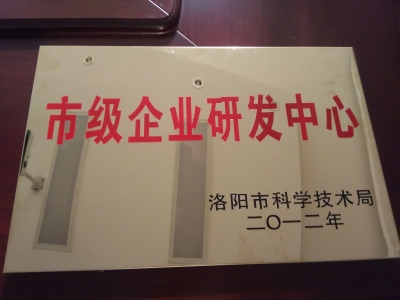 市级企业研发中心
洛阳市科学技术局
二〇一二年